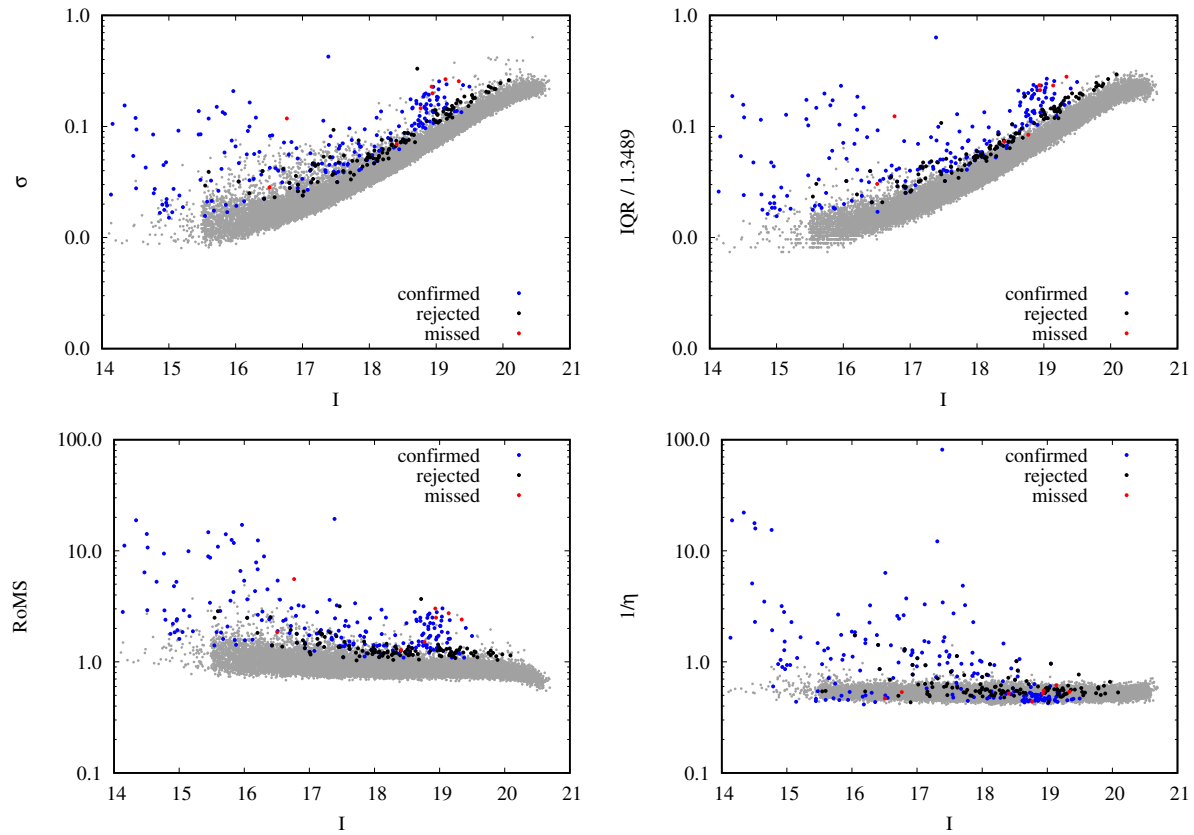 1.0
0.1
0.0
0.0
σ
14 15 16 17 18 19 20 21
I
confirmed
rejected
missed
1.0
0.1
0.0
0.0
IQR / 1.3489
14 15 16 17 18 19 20 21
I
confirmed
rejected
missed
100.0
10.0
1.0
0.1
RoMS
14 15 16 17 18 19 20 21
I
confirmed
rejected
missed
100.0
10.0
1.0
0.1
1/η
14 15 16 17 18 19 20 21
I
confirmed
rejected
missed